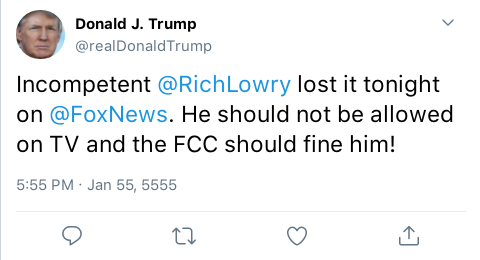 Donald J. Trump
@realDonaldTrump
Incompetent @RichLowry lost it tonight
on @FoxNews. He should not be allowed
on TV and the FCC should fine him!
5:55 PM · Jan 55, 5555